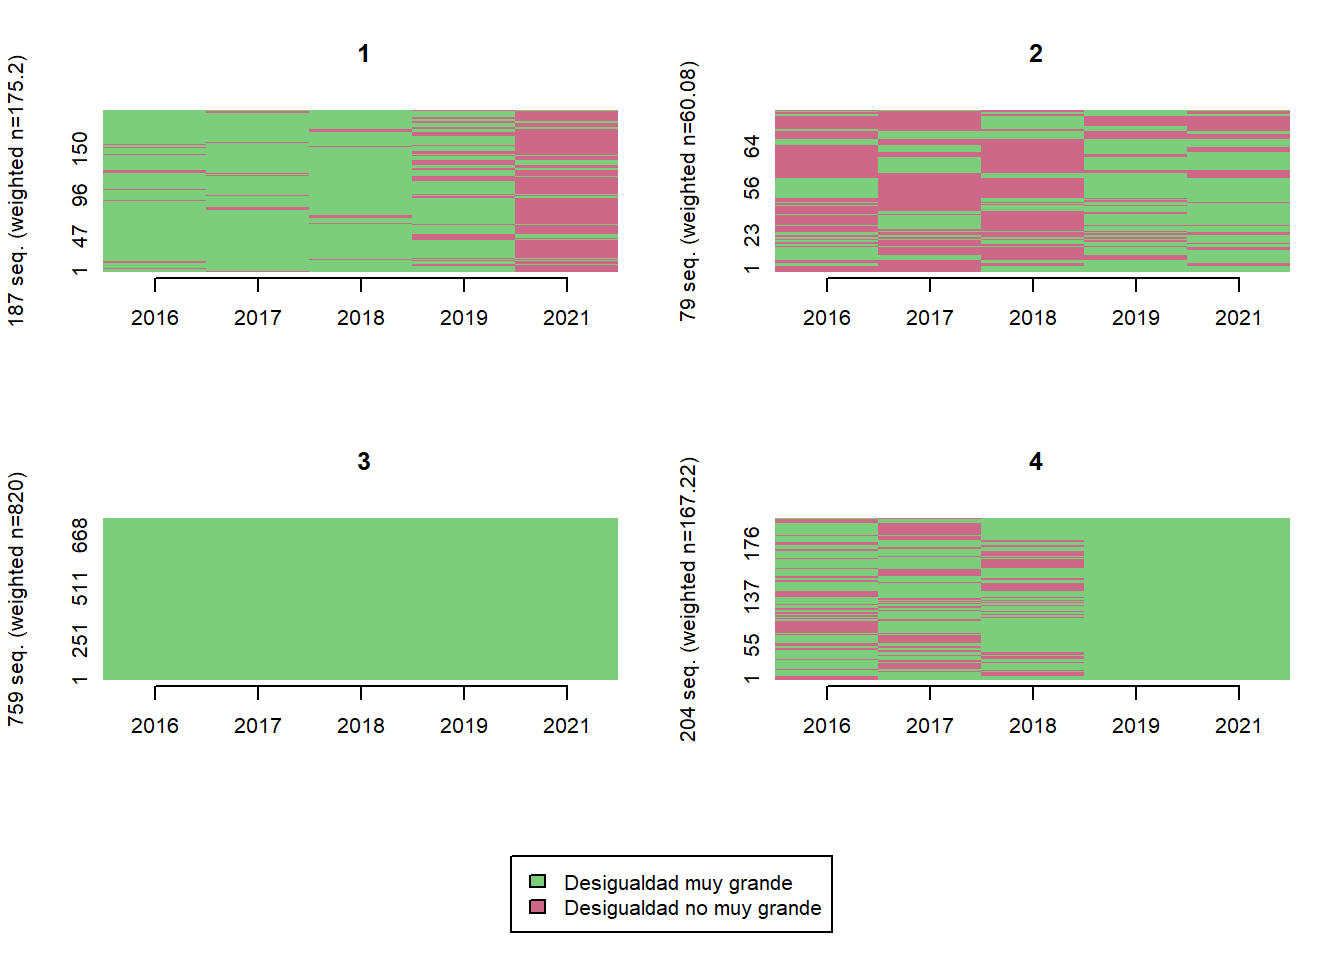 1
187 seq. (weighted n=175.2)
150
96
47
1
2016 2017 2018 2019 2021
2
79 seq. (weighted n=60.08)
64
56
23
1
2016 2017 2018 2019 2021
3
759 seq. (weighted n=820)
668
511
251
1
2016 2017 2018 2019 2021
4
204 seq. (weighted n=167.22)
176
137
55
1
2016 2017 2018 2019 2021
Desigualdad muy grande
Desigualdad no muy grande